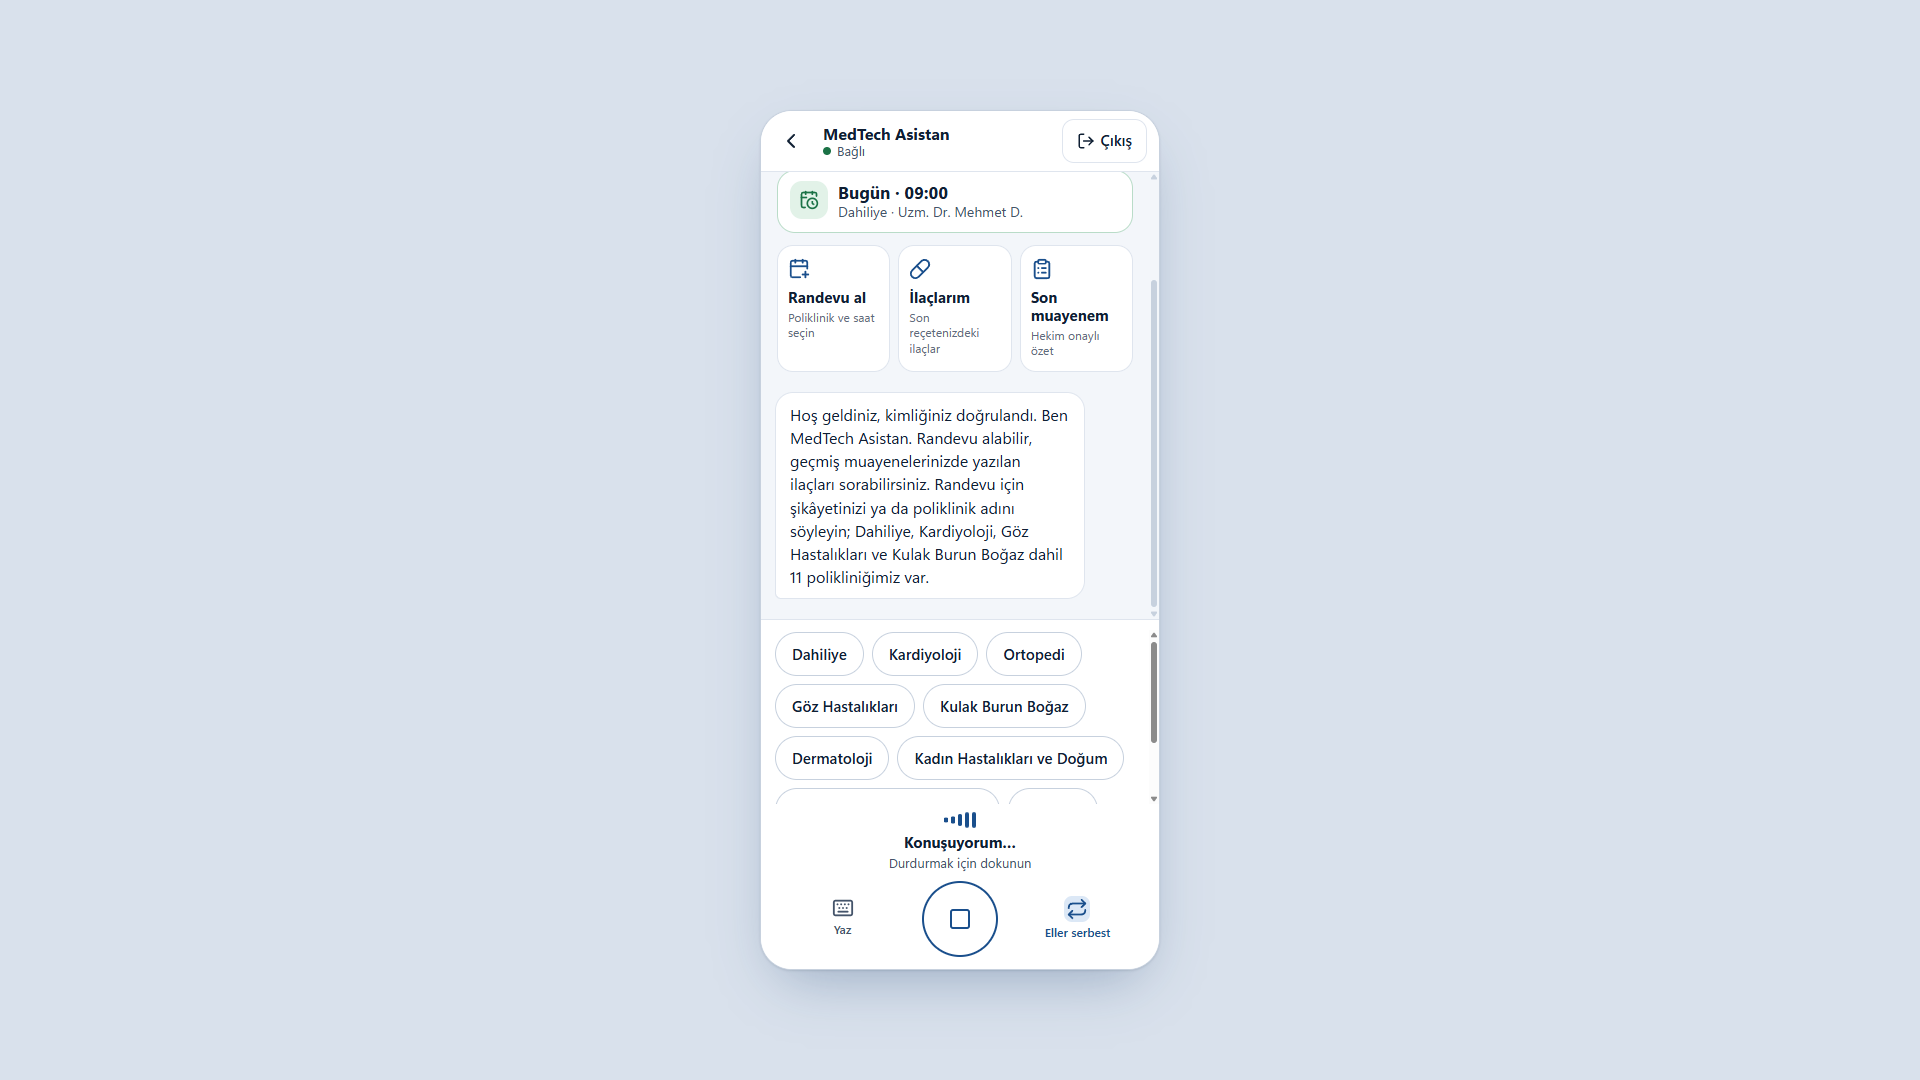 MedTech Asistan
Bağlı
Çıkış
Bugün · 09:00
Dahiliye · Uzm. Dr. Mehmet D.
Randevu al
Poliklinik ve saat
seçin
İlaçlarım
Son
reçetenizdeki
ilaçlar
Son
muayenem
Hekim onaylı
özet
Hoş geldiniz, kimliğiniz doğrulandı. Ben
MedTech Asistan. Randevu alabilir,
geçmiş muayenelerinizde yazılan
ilaçları sorabilirsiniz. Randevu için
şikâyetinizi ya da poliklinik adını
söyleyin; Dahiliye, Kardiyoloji, Göz
Hastalıkları ve Kulak Burun Boğaz dahil
11 polikliniğimiz var.
Dahiliye
Kardiyoloji
Ortopedi
Göz Hastalıkları
Kulak Burun Boğaz
Dermatoloji
Kadın Hastalıkları ve Doğum
Konuşuyorum...
Durdurmak için dokunun
Yaz
Eller serbest